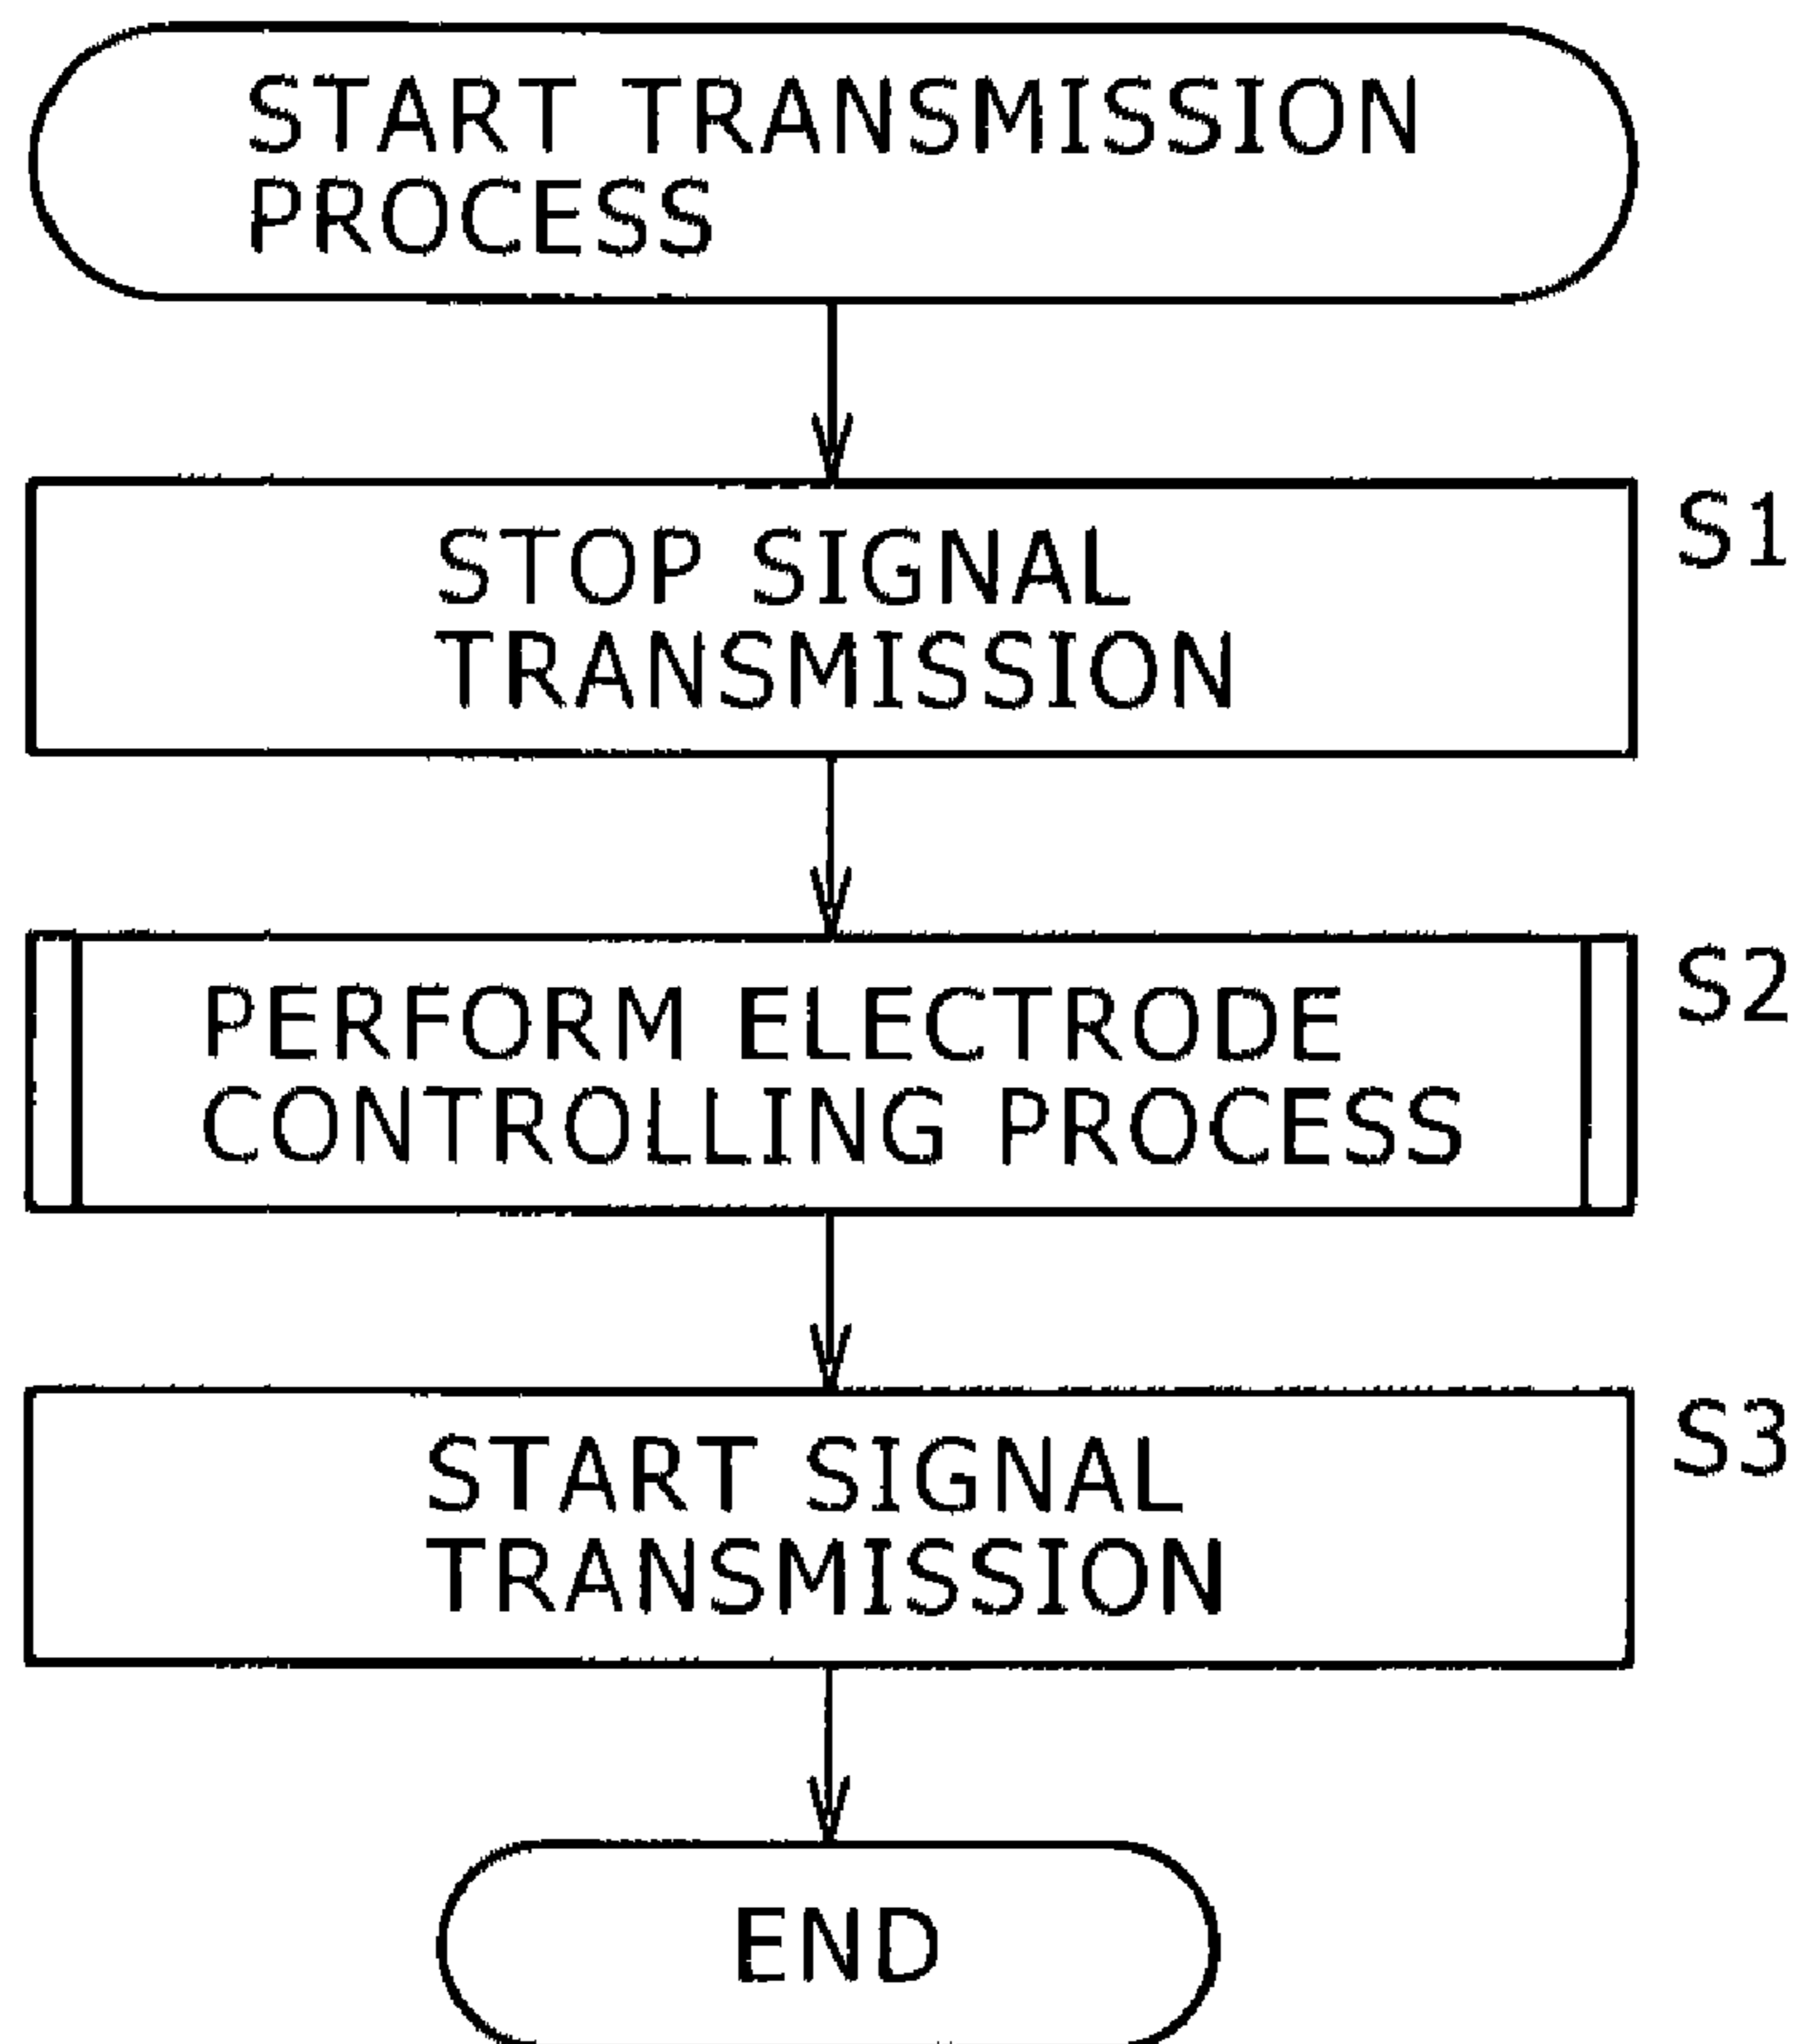 START TRANSMISSION
PROCESS
S1
STOP SIGNAL
TRANSMISSION
S2
PERFORM ELECTRODE
CONTROLLING PROCESS
S3
START SIGNAL
TRANSMISSION
END